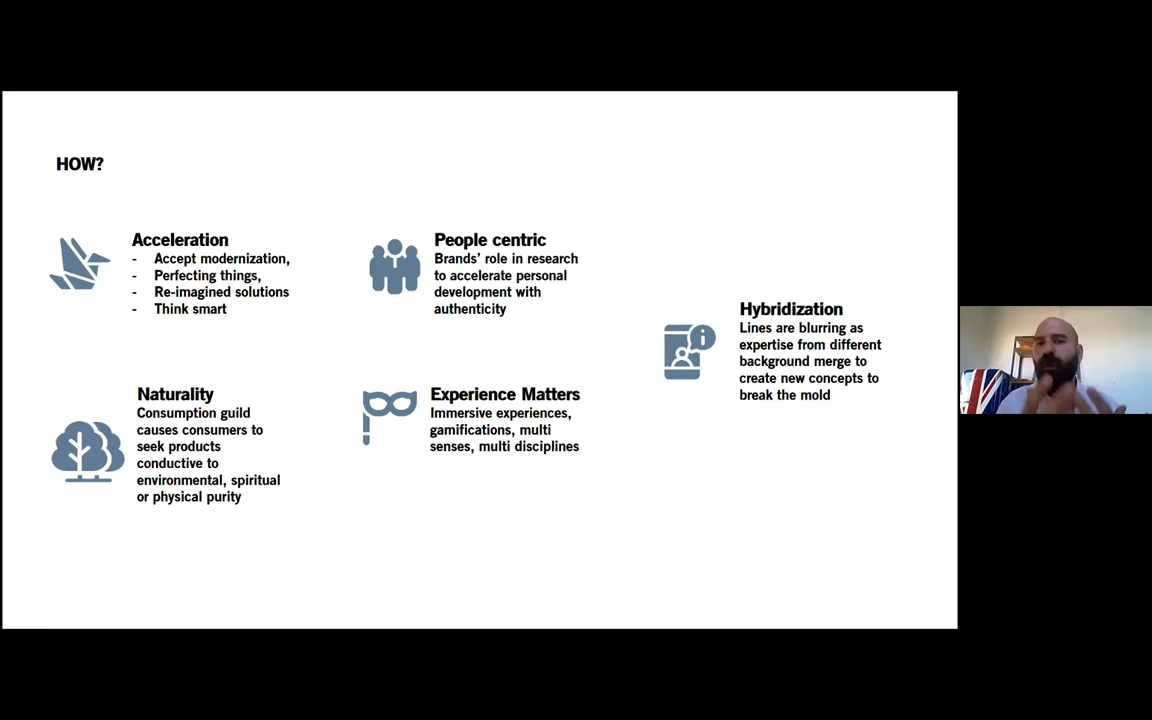 HOW?
Acceleration
- Accept modernization,
- Perfecting things,
- Re-imagined solutions
- Think smart
People centric
Brands’ role in research
to accelerate personal
development with
authenticity
Hybridization
Lines are blurring as
expertise from different
background merge to
create new concepts to
break the mold
Naturality
Consumption guild
causes consumers to
seek products
conductive to
environmental, spiritual
or physical purity
Experience Matters
Immersive experiences,
gamifications, multi
senses, multi disciplines